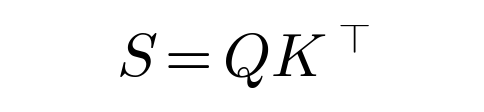 S = QK^⊤